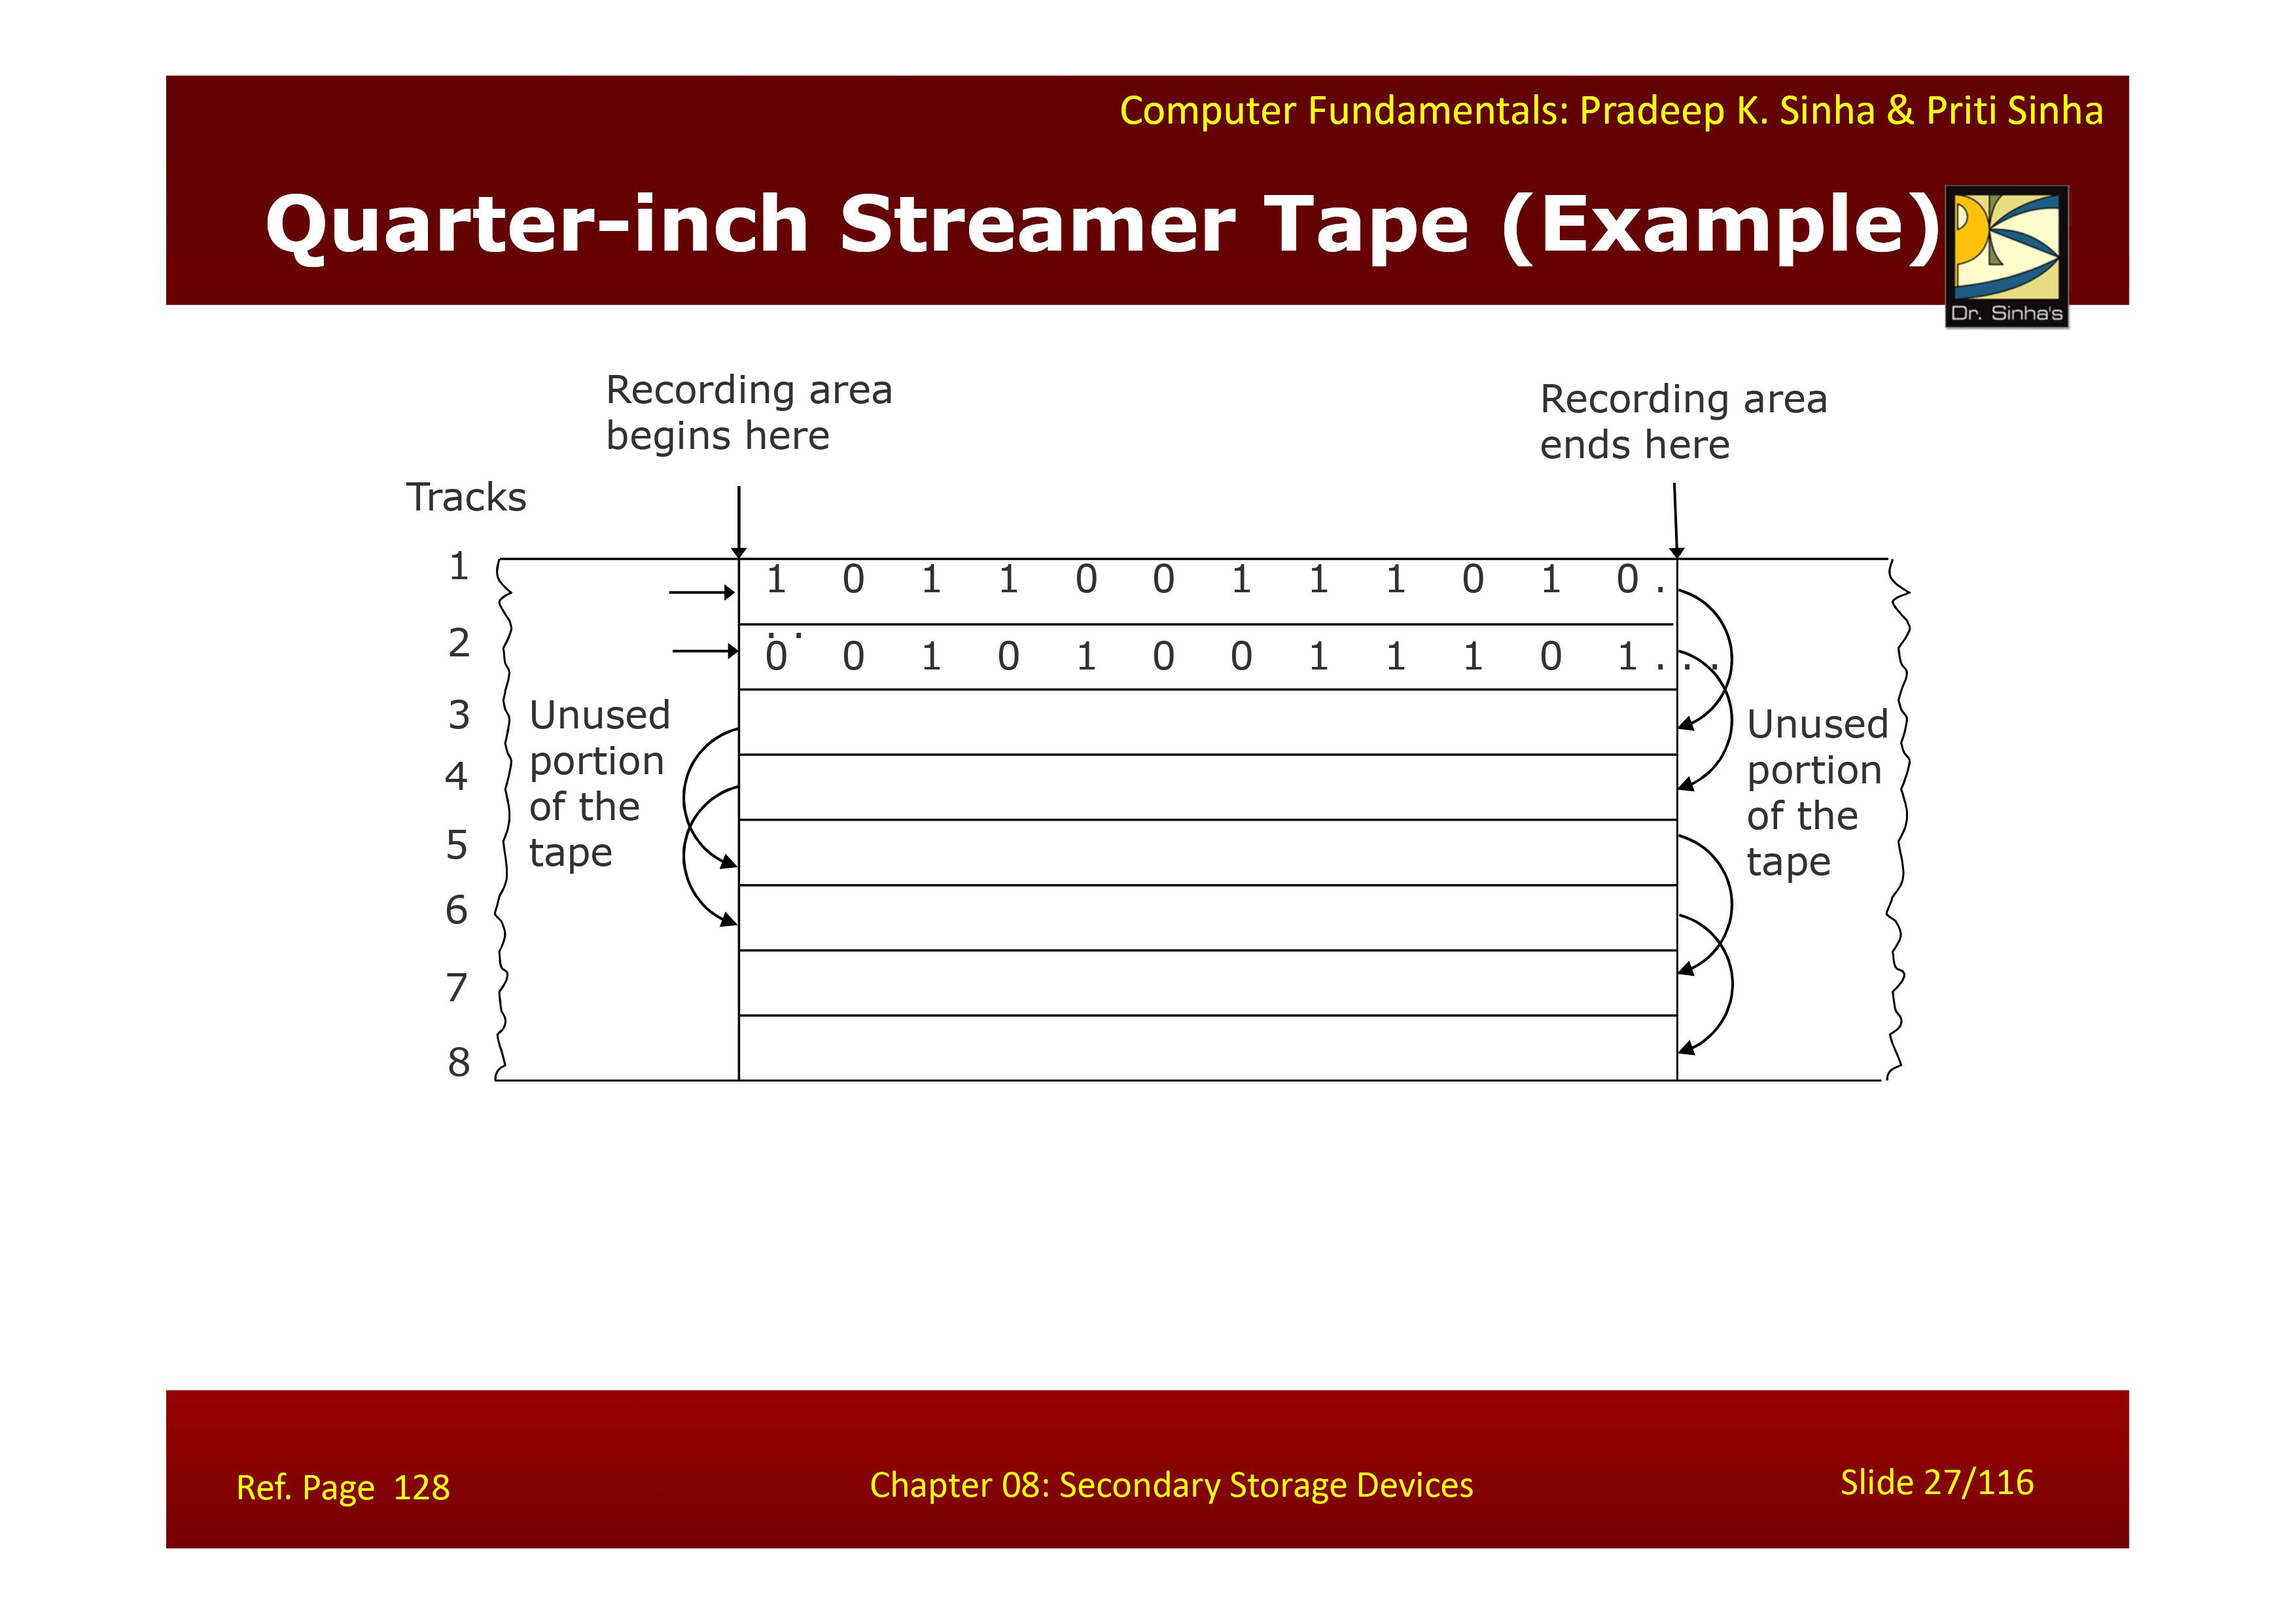 Computer Fundamentals: Pradeep K. Sinha & Priti Sinha
Quarter-inch Streamer Tape (Example)
Dr. Sinha's
Recording area
begins here
Recording area
ends here
Tracks
1
1 0 1 1 0 0 1 1 1 0 1 0 .
. .
2
0 0 1 0 1 0 0 1 1 1 0 1 . . .
3
4
5
6
7
8
Unused
portion
of the
tape
Unused
portion
of the
tape
Ref. Page 128
Chapter 08: Secondary Storage Devices
Slide 27/116